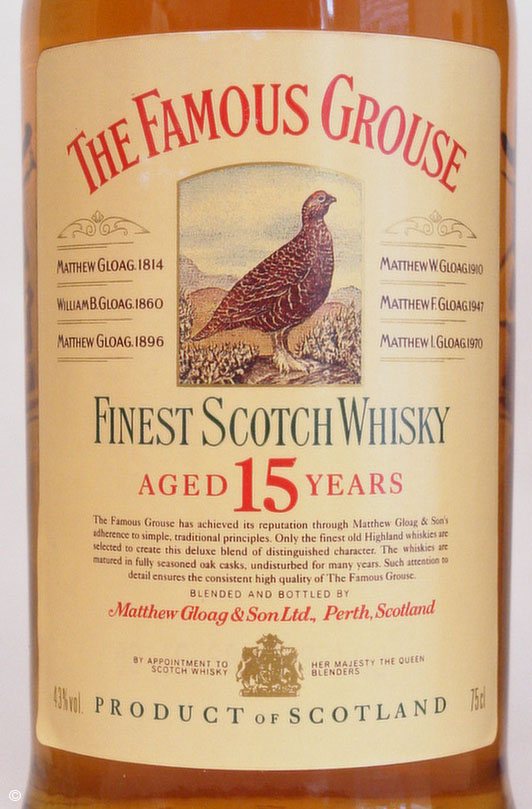 THE FAMOUS GROUSE
MATTHEW GLOAG.1814
WILLIAM B.GLOAG.1860
MATTHEW GLOAG.1896
MATTHEW W.GLOAG.1910
MATTHEW F.GLOAG.1947
MATTHEW I.GLOAG.1970
FINEST SCOTCH WHISKY
AGED 15 YEARS
The Famous Grouse has achieved its reputation through Matthew Gloag & Son's
adherence to simple, traditional principles. Only the finest old Highland whiskies are
selected to create this deluxe blend of distinguished character. The whiskies are
matured in fully seasoned oak casks, undisturbed for many years. Such attention to
detail ensures the consistent high quality of The Famous Grouse.
BLENDED AND BOTTLED BY
Matthew Gloag & Son Ltd., Perth, Scotland
BY APPOINTMENT TO HER MAJESTY THE QUEEN
SCOTCH WHISKY BLENDERS
43%vol. PRODUCT OF SCOTLAND 75cl
©